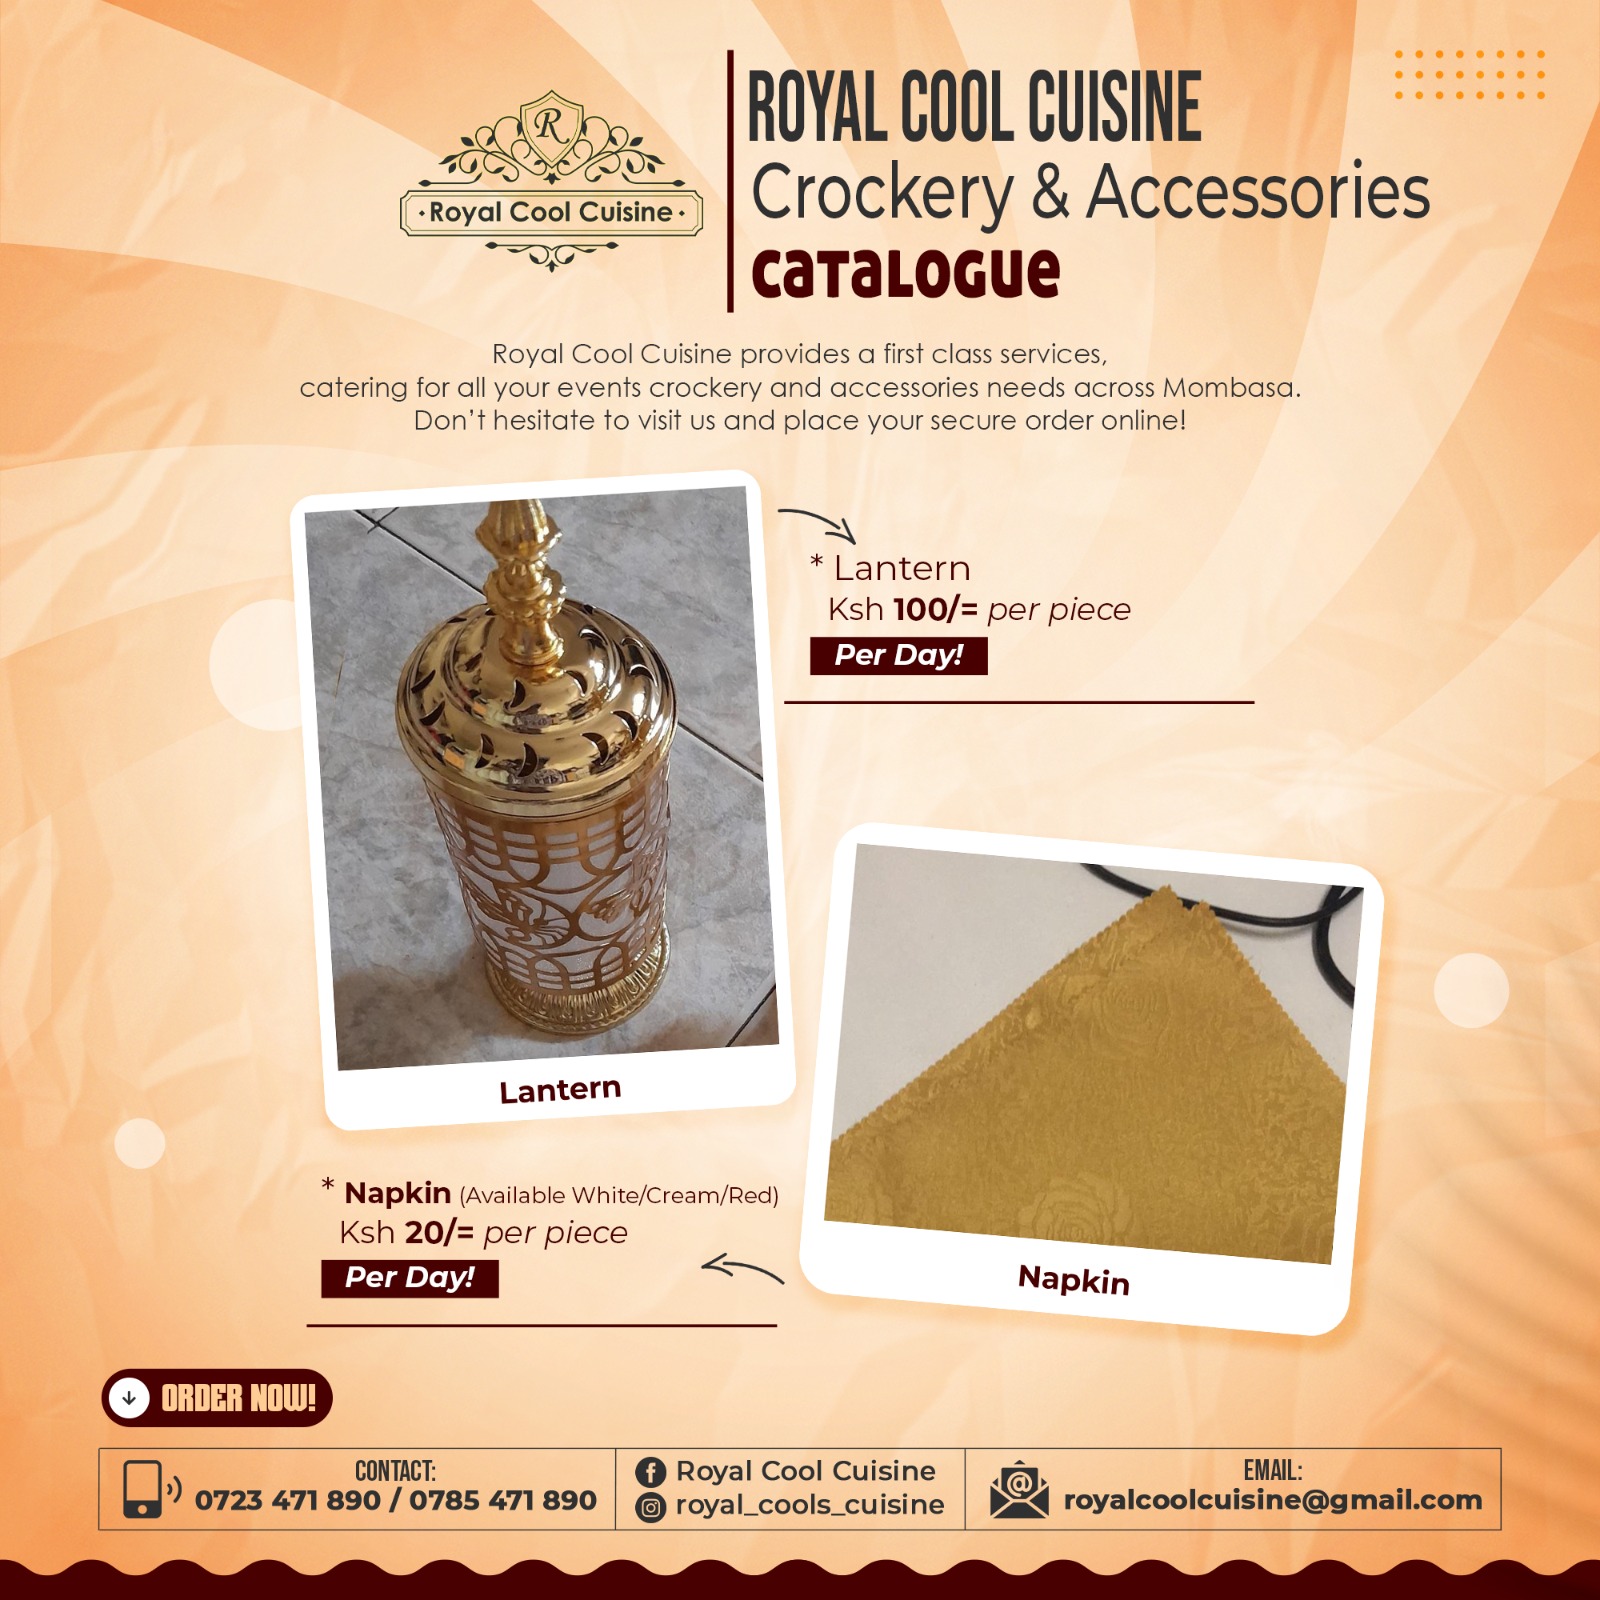 R
·Royal Cool Cuisine·
ROYAL COOL CUISINE
Crockery & Accessories
CATALOGUE
Royal Cool Cuisine provides a first class services,
catering for all your events crockery and accessories needs across Mombasa.
Don't hesitate to visit us and place your secure order online!
* Lantern
Ksh 100/= per piece
Per Day!
Lantern
* Napkin (Available White/Cream/Red)
Ksh 20/= per piece
Per Day!
Napkin
ORDER NOW!
CONTACT:
0723 471 890 / 0785 471 890
Royal Cool Cuisine
royal_cools_cuisine
EMAIL:
royalcoolcuisine@gmail.com